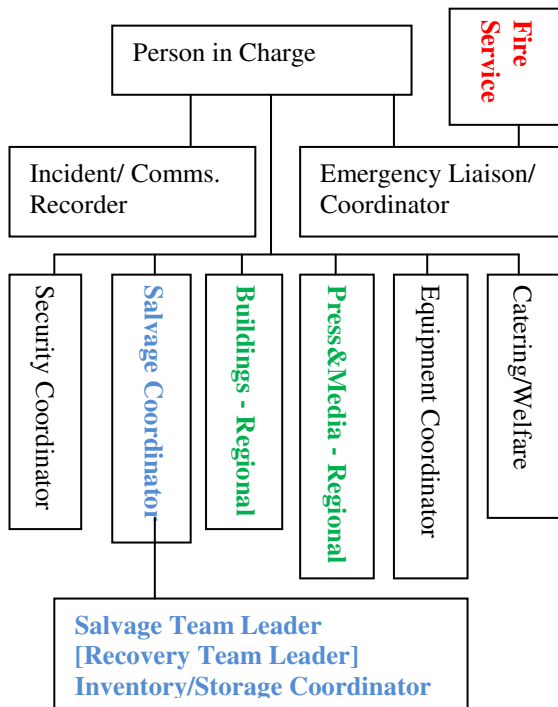 Person in Charge
Fire
Service
Incident/ Comms.
Recorder
Emergency Liaison/
Coordinator
Security Coordinator
Salvage Coordinator
Buildings - Regional
Press&Media - Regional
Equipment Coordinator
Catering/Welfare
Salvage Team Leader
[Recovery Team Leader]
Inventory/Storage Coordinator